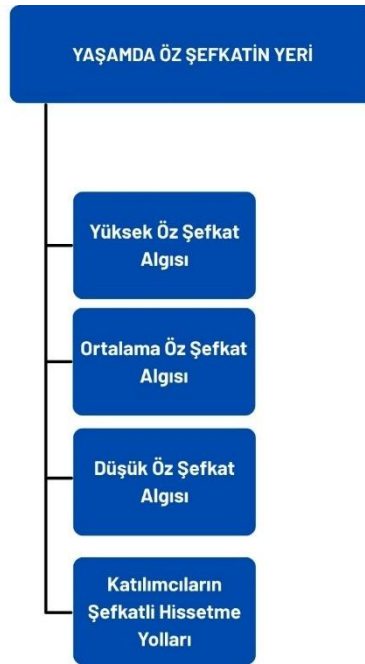 YAŞAMDA ÖZ ŞEFKATİN YERİ
Yüksek Öz Şefkat
Algısı
Ortalama Öz Şefkat
Algısı
Düşük Öz Şefkat
Algısı
Katılımcıların
Şefkatli Hissetme
Yolları